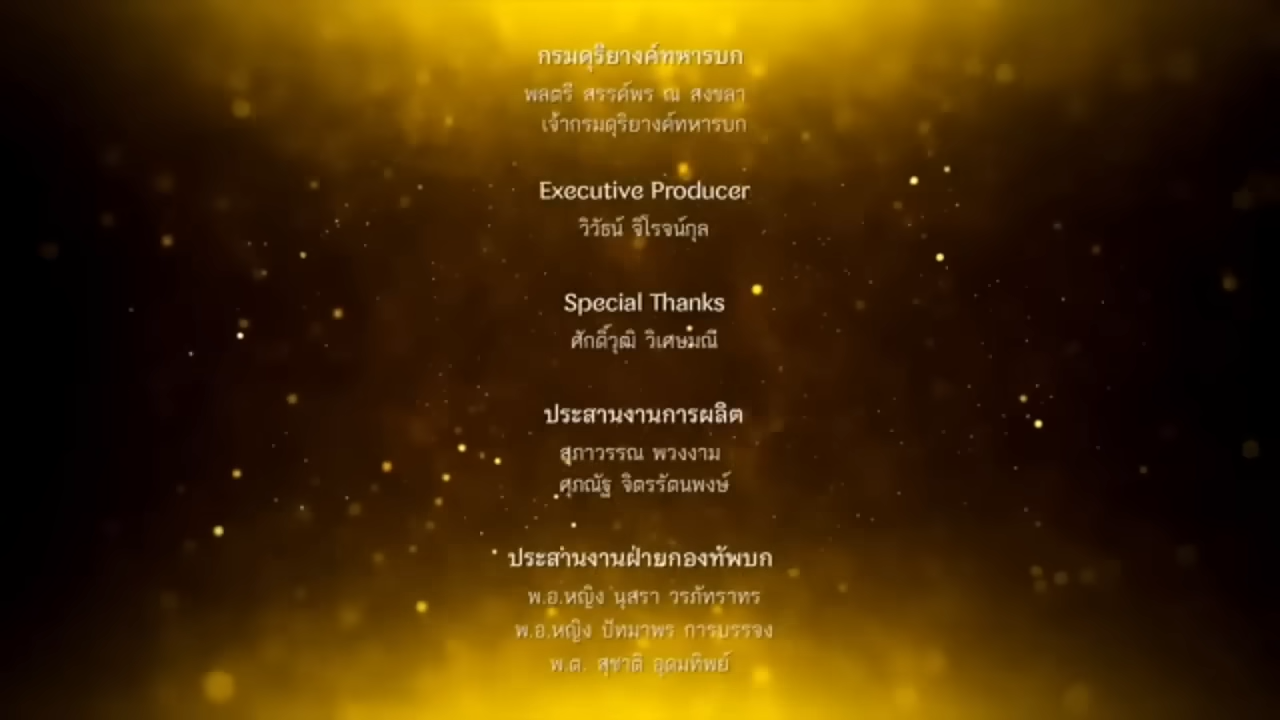 กรมดุริยางค์ทหารบก
พลตรี สรรค์พร ณ สงขลา
เจ้ากรมดุริยางค์ทหารบก
Executive Producer
วิวัธน์ จิโรจน์กุล
Special Thanks
ศักดิ์วุฒิ วิเศษมณี
ประสานงานการผลิต
สุภาวรรณ พวงงาม
ศุภณัฐ จิตรรัตนพงษ์
ประสานงานฝ่ายกองทัพบก
พ.อ.หญิง นุสรา วรภัทราทร
พ.อ.หญิง ปัทมาพร การบรรจง
พ.ต. สุชาติ อุดมทิพย์